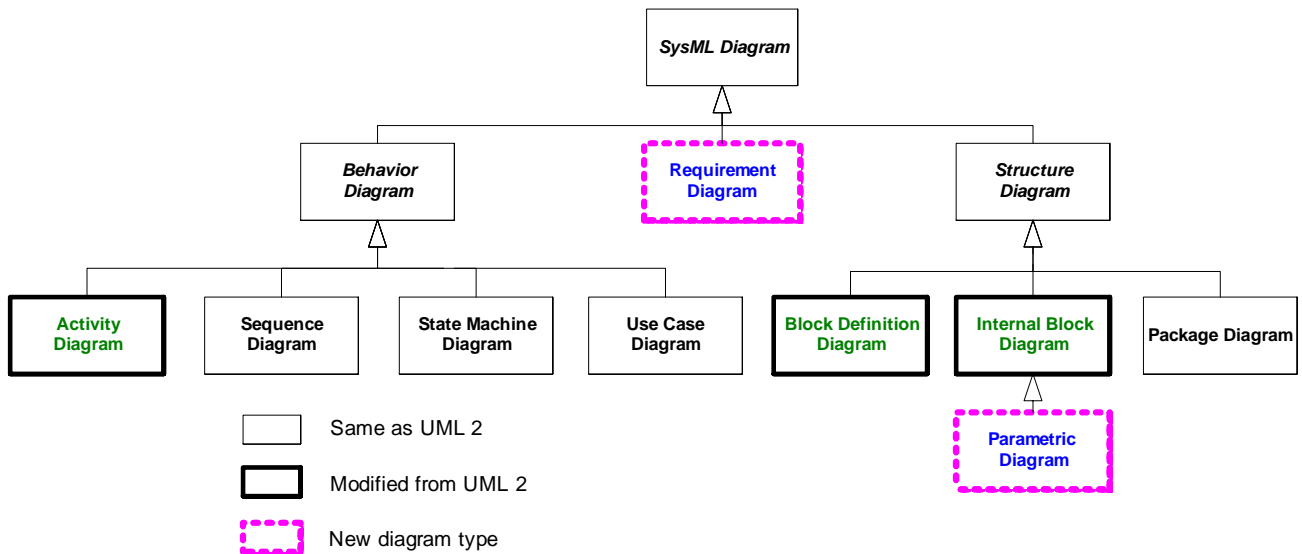 SysML Diagram
Behavior
Diagram
Requirement
Diagram
Structure
Diagram
Activity
Diagram
Sequence
Diagram
State Machine
Diagram
Use Case
Diagram
Block Definition
Diagram
Internal Block
Diagram
Package Diagram
Parametric
Diagram
Same as UML 2
Modified from UML 2
New diagram type